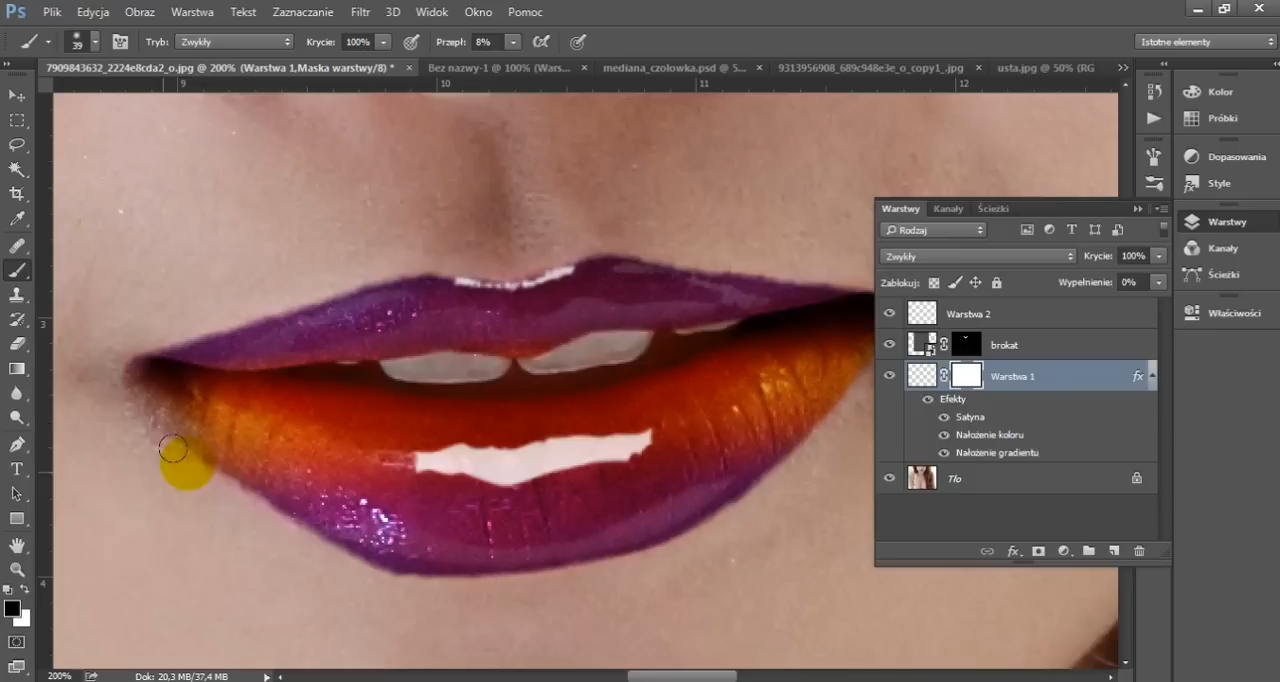 Ps Plik Edycja Obraz Warstwa Tekst Zaznaczanie Filtr 3D Widok Okno Pomoc
39 Tryb: Zwykły Krycie: 100% Przepł: 8% Istotne elementy
7909843632_2224e8cda2_o.jpg @ 200% (Warstwa 1,Maska warstwy/8) * × Bez nazwy-1 @ 100% (Wars... × mediana_czołowka.psd @ 5... × 9313956908_689c948e3e_o_copy1_.jpg × usta.jpg @ 50% (RG
9 10 11 12
3
4
Kolor
Próbki
Dopasowania
Style
Warstwy
Kanały
Ścieżki
Właściwości
Warstwy Kanały Ścieżki
Rodzaj
Zwykły Krycie: 100%
Zablokuj: Wypełnienie: 0%
Warstwa 2
brokat
Warstwa 1 fx
Efekty
Satyna
Nałożenie koloru
Nałożenie gradientu
Tło
fx
200% Dok: 20,3 MB/37,4 MB